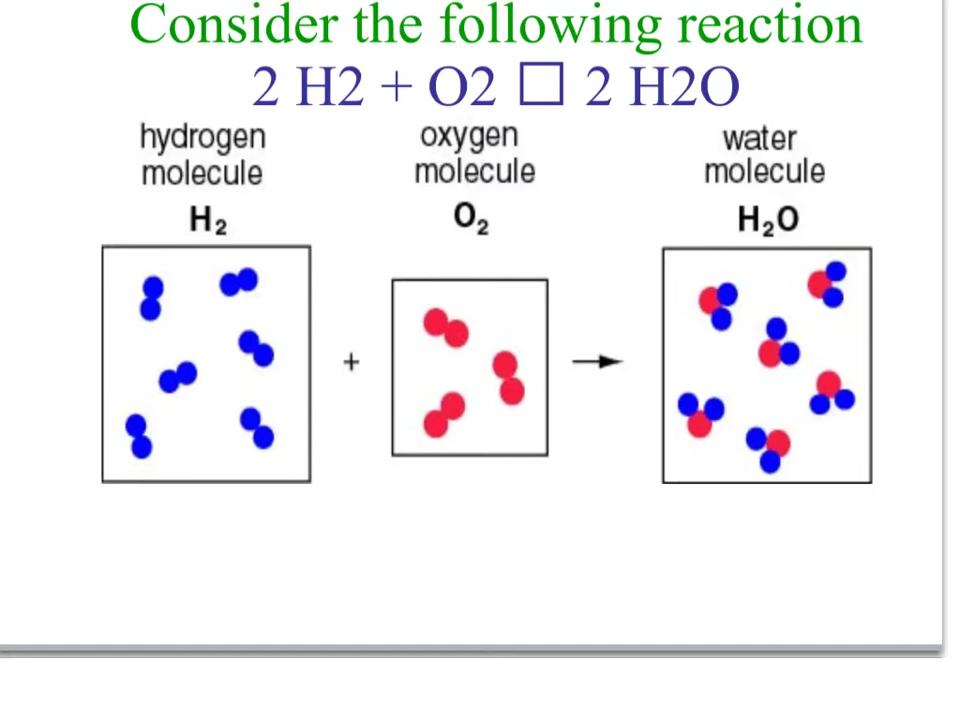 Consider the following reaction
2 H2 + O2 □ 2 H2O
hydrogen molecule
oxygen molecule
water molecule
H₂
O₂
H₂O
+